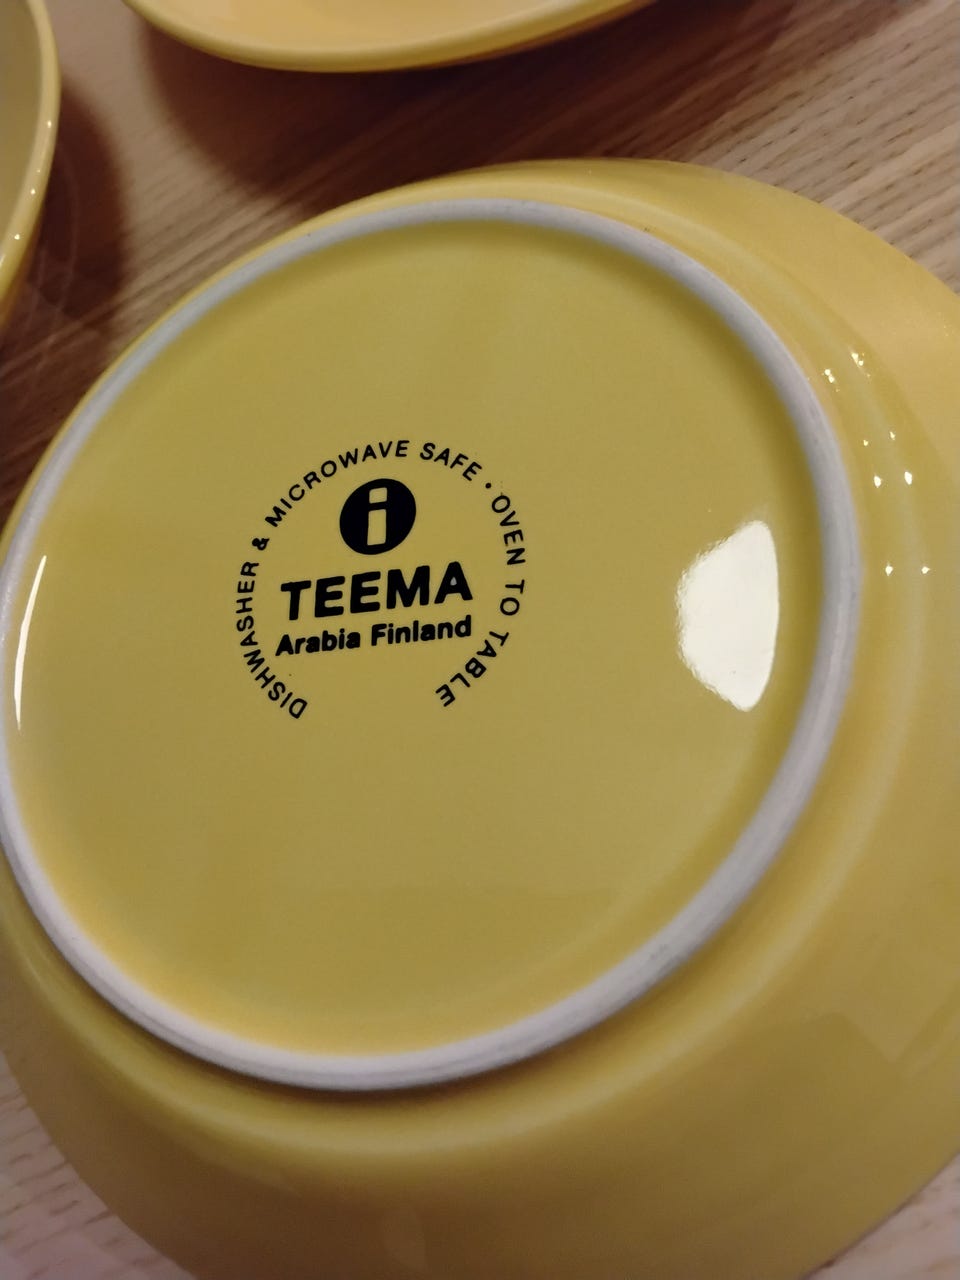 DISHWASHER & MICROWAVE SAFE • OVEN TO TABLE
i
TEEMA
Arabia Finland